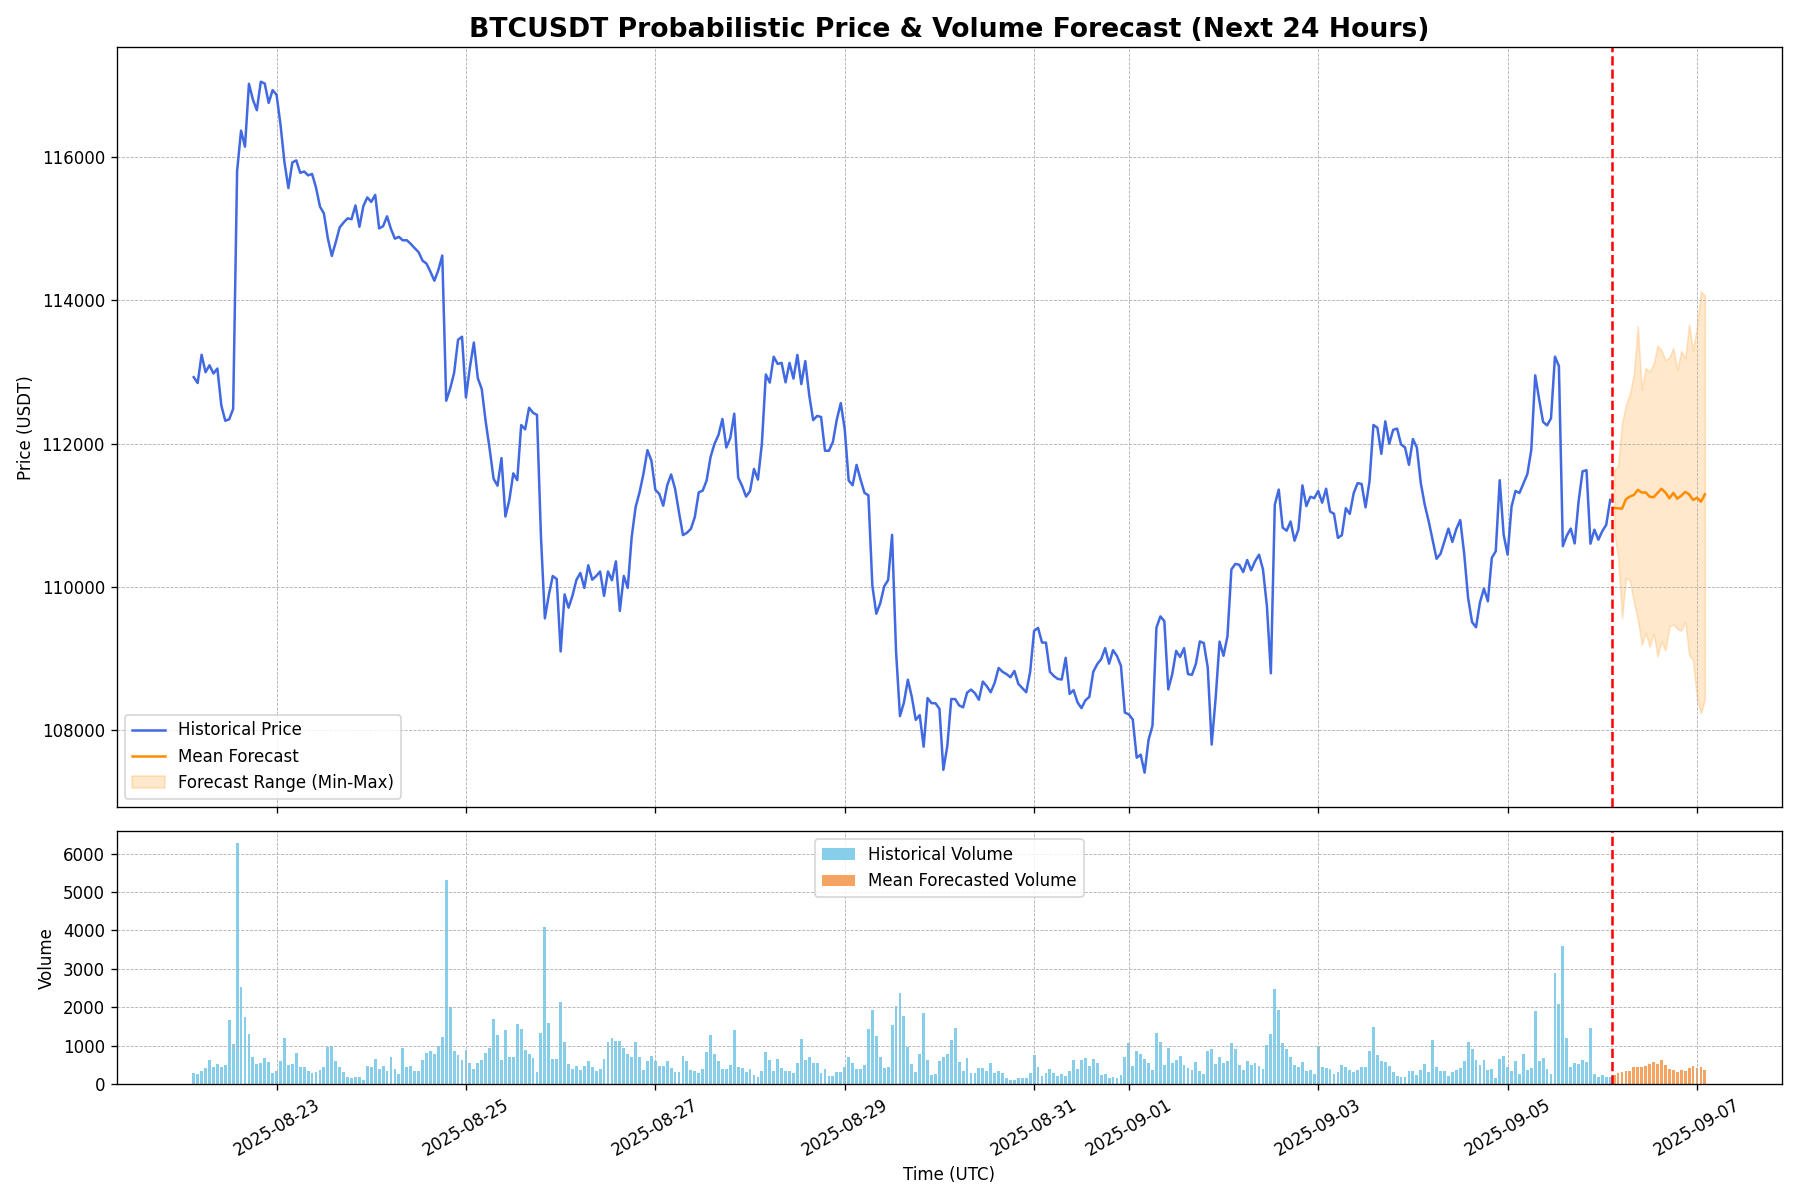 BTCUSDT Probabilistic Price & Volume Forecast (Next 24 Hours)
Price (USDT)
116000
114000
112000
110000
108000
Historical Price
Mean Forecast
Forecast Range (Min-Max)
Volume
6000
5000
4000
3000
2000
1000
0
Historical Volume
Mean Forecasted Volume
2025-08-23
2025-08-25
2025-08-27
2025-08-29
2025-08-31
2025-09-01
2025-09-03
2025-09-05
2025-09-07
Time (UTC)